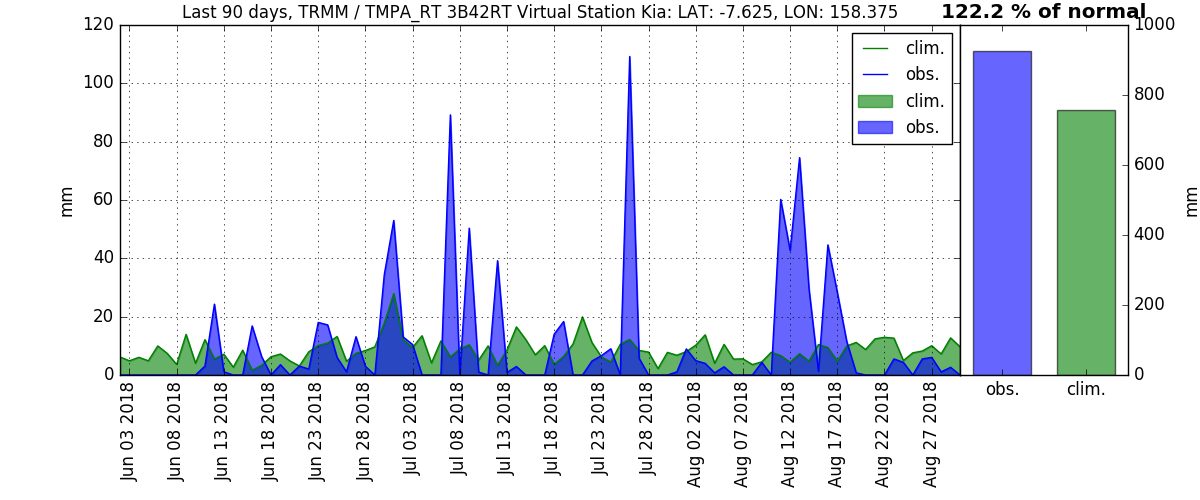 Last 90 days, TRMM / TMPA_RT 3B42RT Virtual Station Kia: LAT: -7.625, LON: 158.375
122.2 % of normal
mm
120
100
80
60
40
20
0
clim.
obs.
clim.
obs.
Jun 03 2018
Jun 08 2018
Jun 13 2018
Jun 18 2018
Jun 23 2018
Jun 28 2018
Jul 03 2018
Jul 08 2018
Jul 13 2018
Jul 18 2018
Jul 23 2018
Jul 28 2018
Aug 02 2018
Aug 07 2018
Aug 12 2018
Aug 17 2018
Aug 22 2018
Aug 27 2018
1000
800
600
400
200
0
mm
obs.
clim.